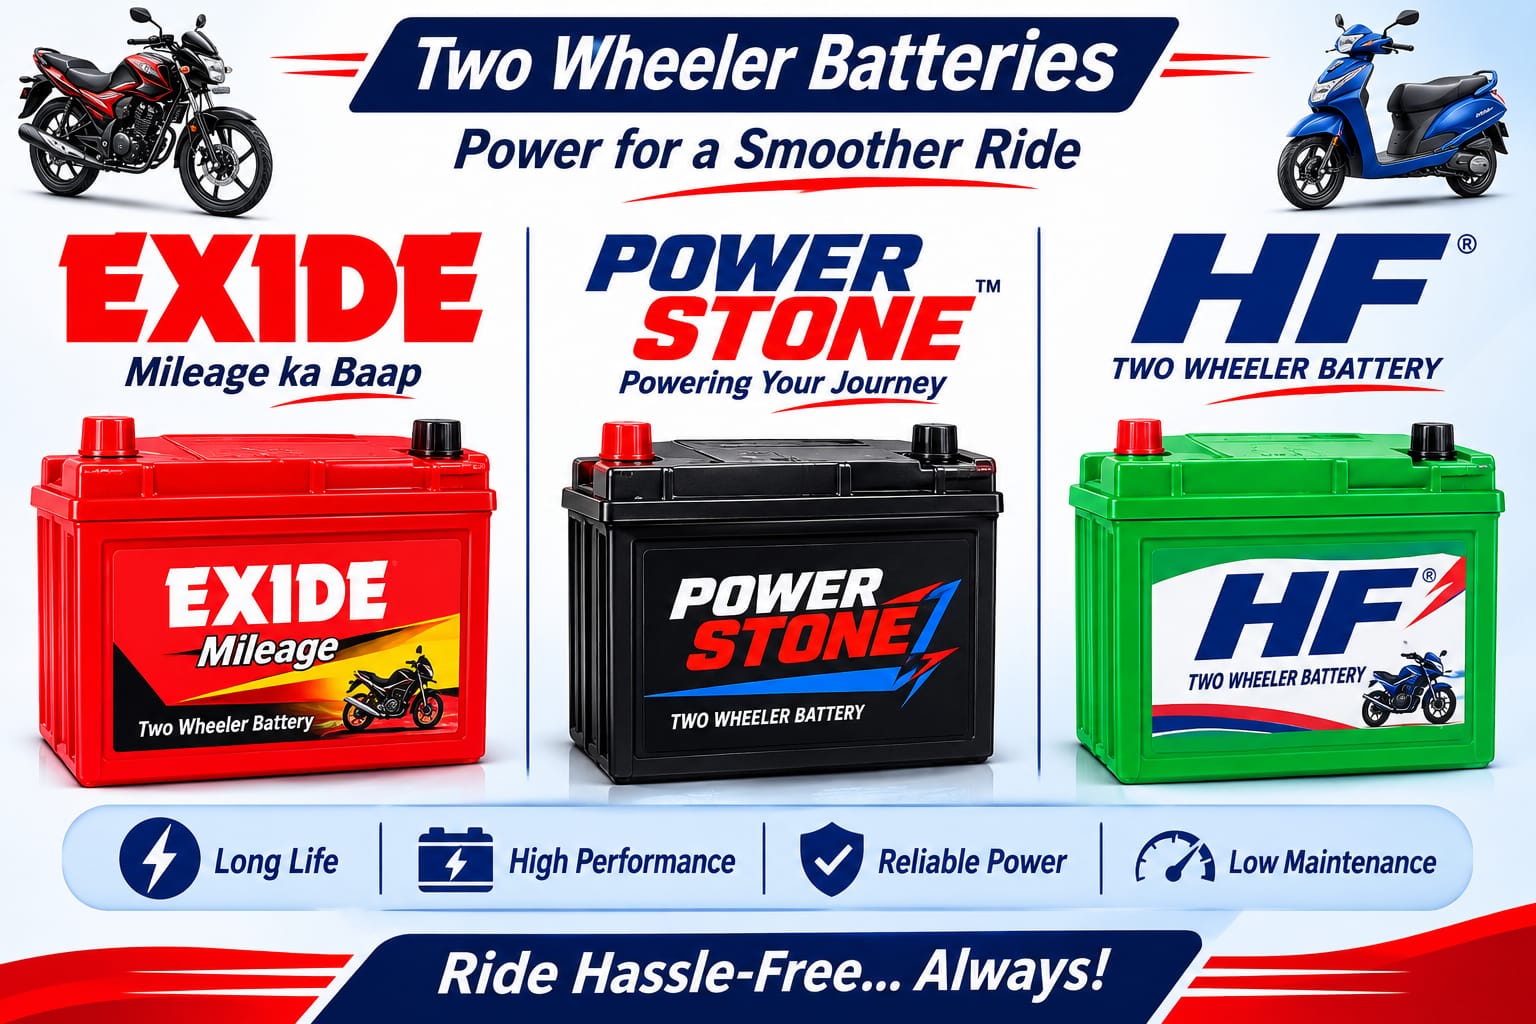 Two Wheeler Batteries
Power for a Smoother Ride
EXIDE
Mileage ka Baap
POWER
STONE™
Powering Your Journey
HF®
TWO WHEELER BATTERY
EXIDE
Mileage
Two Wheeler Battery
POWER
STONE
TWO WHEELER BATTERY
HF®
TWO WHEELER BATTERY
Long Life
High Performance
Reliable Power
Low Maintenance
Ride Hassle-Free... Always!